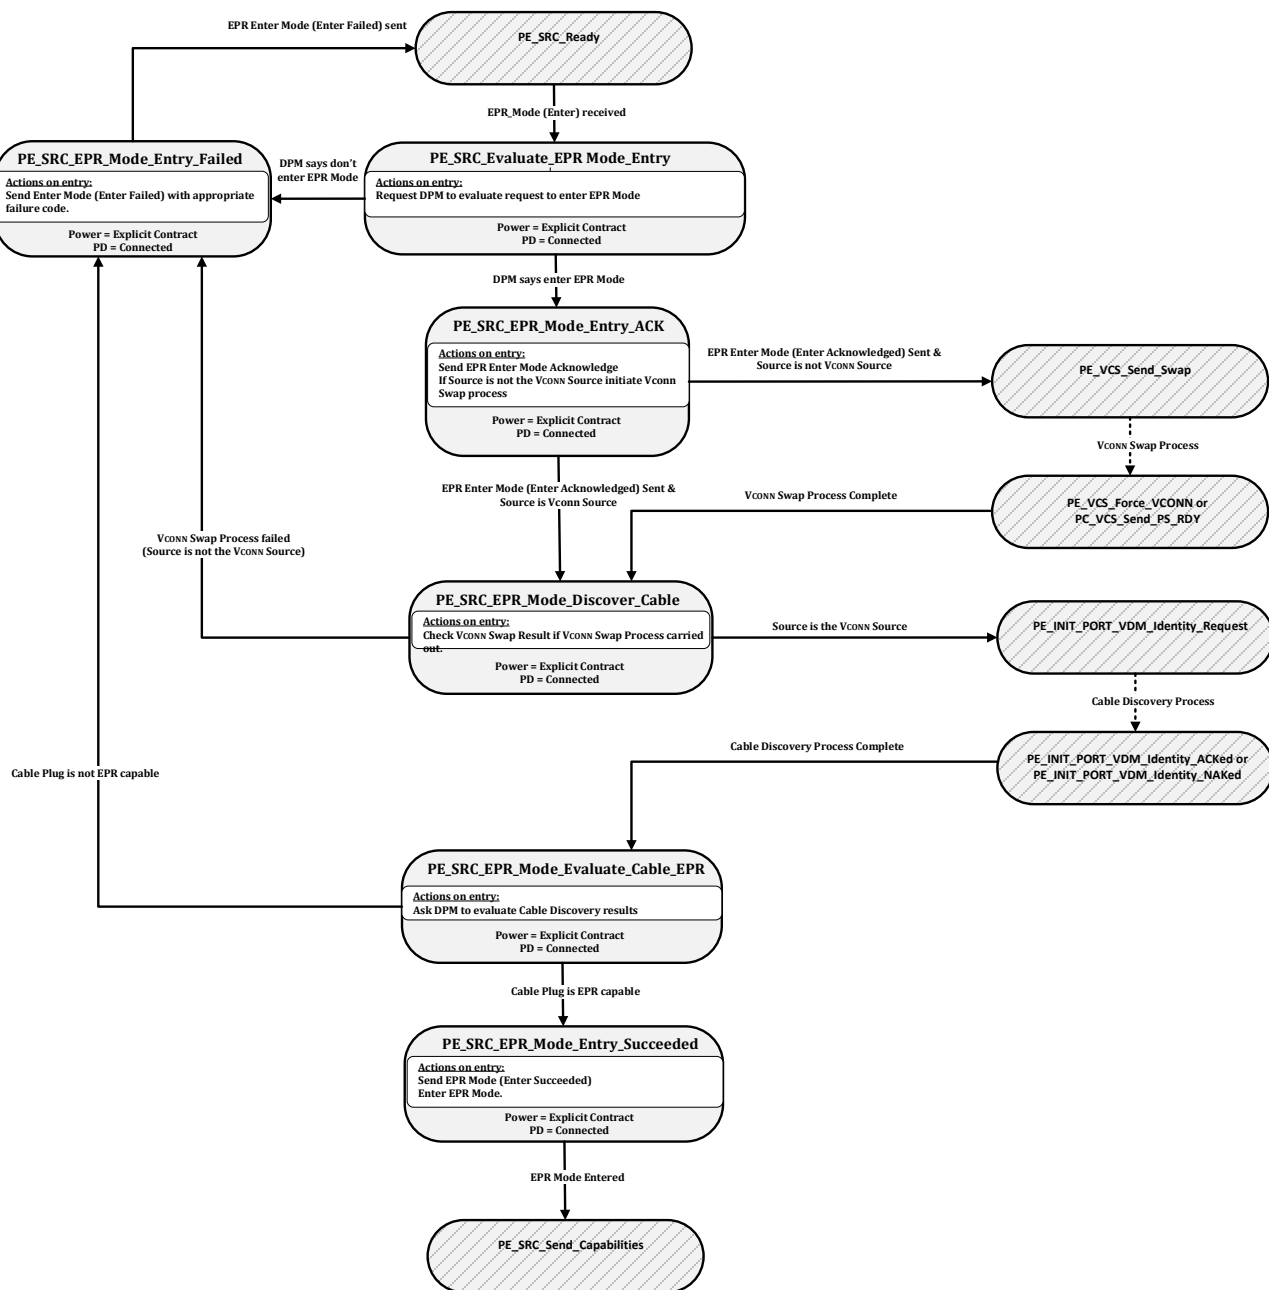 EPR Enter Mode (Enter Failed) sent
PE_SRC_Ready
EPR_Mode (Enter) received
PE_SRC_EPR_Mode_Entry_Failed
Actions on entry:
Send Enter Mode (Enter Failed) with appropriate
failure code.
Power = Explicit Contract
PD = Connected
DPM says don't
enter EPR Mode
PE_SRC_Evaluate_EPR Mode_Entry
Actions on entry:
Request DPM to evaluate request to enter EPR Mode
Power = Explicit Contract
PD = Connected
DPM says enter EPR Mode
PE_SRC_EPR_Mode_Entry_ACK
Actions on entry:
Send EPR Enter Mode Acknowledge
If Source is not the VCONN Source initiate Vconn
Swap process
Power = Explicit Contract
PD = Connected
EPR Enter Mode (Enter Acknowledged) Sent &
Source is not VCONN Source
PE_VCS_Send_Swap
VCONN Swap Process
EPR Enter Mode (Enter Acknowledged) Sent &
Source is Vconn Source
VCONN Swap Process Complete
PE_VCS_Force_VCONN or
PC_VCS_Send_PS_RDY
VCONN Swap Process failed
(Source is not the VCONN Source)
PE_SRC_EPR_Mode_Discover_Cable
Actions on entry:
Check VCONN Swap Result if VCONN Swap Process carried
out.
Power = Explicit Contract
PD = Connected
Source is the VCONN Source
PE_INIT_PORT_VDM_Identity_Request
Cable Discovery Process
Cable Discovery Process Complete
PE_INIT_PORT_VDM_Identity_ACKed or
PE_INIT_PORT_VDM_Identity_NAKed
Cable Plug is not EPR capable
PE_SRC_EPR_Mode_Evaluate_Cable_EPR
Actions on entry:
Ask DPM to evaluate Cable Discovery results
Power = Explicit Contract
PD = Connected
Cable Plug is EPR capable
PE_SRC_EPR_Mode_Entry_Succeeded
Actions on entry:
Send EPR Mode (Enter Succeeded)
Enter EPR Mode.
Power = Explicit Contract
PD = Connected
EPR Mode Entered
PE_SRC_Send_Capabilities